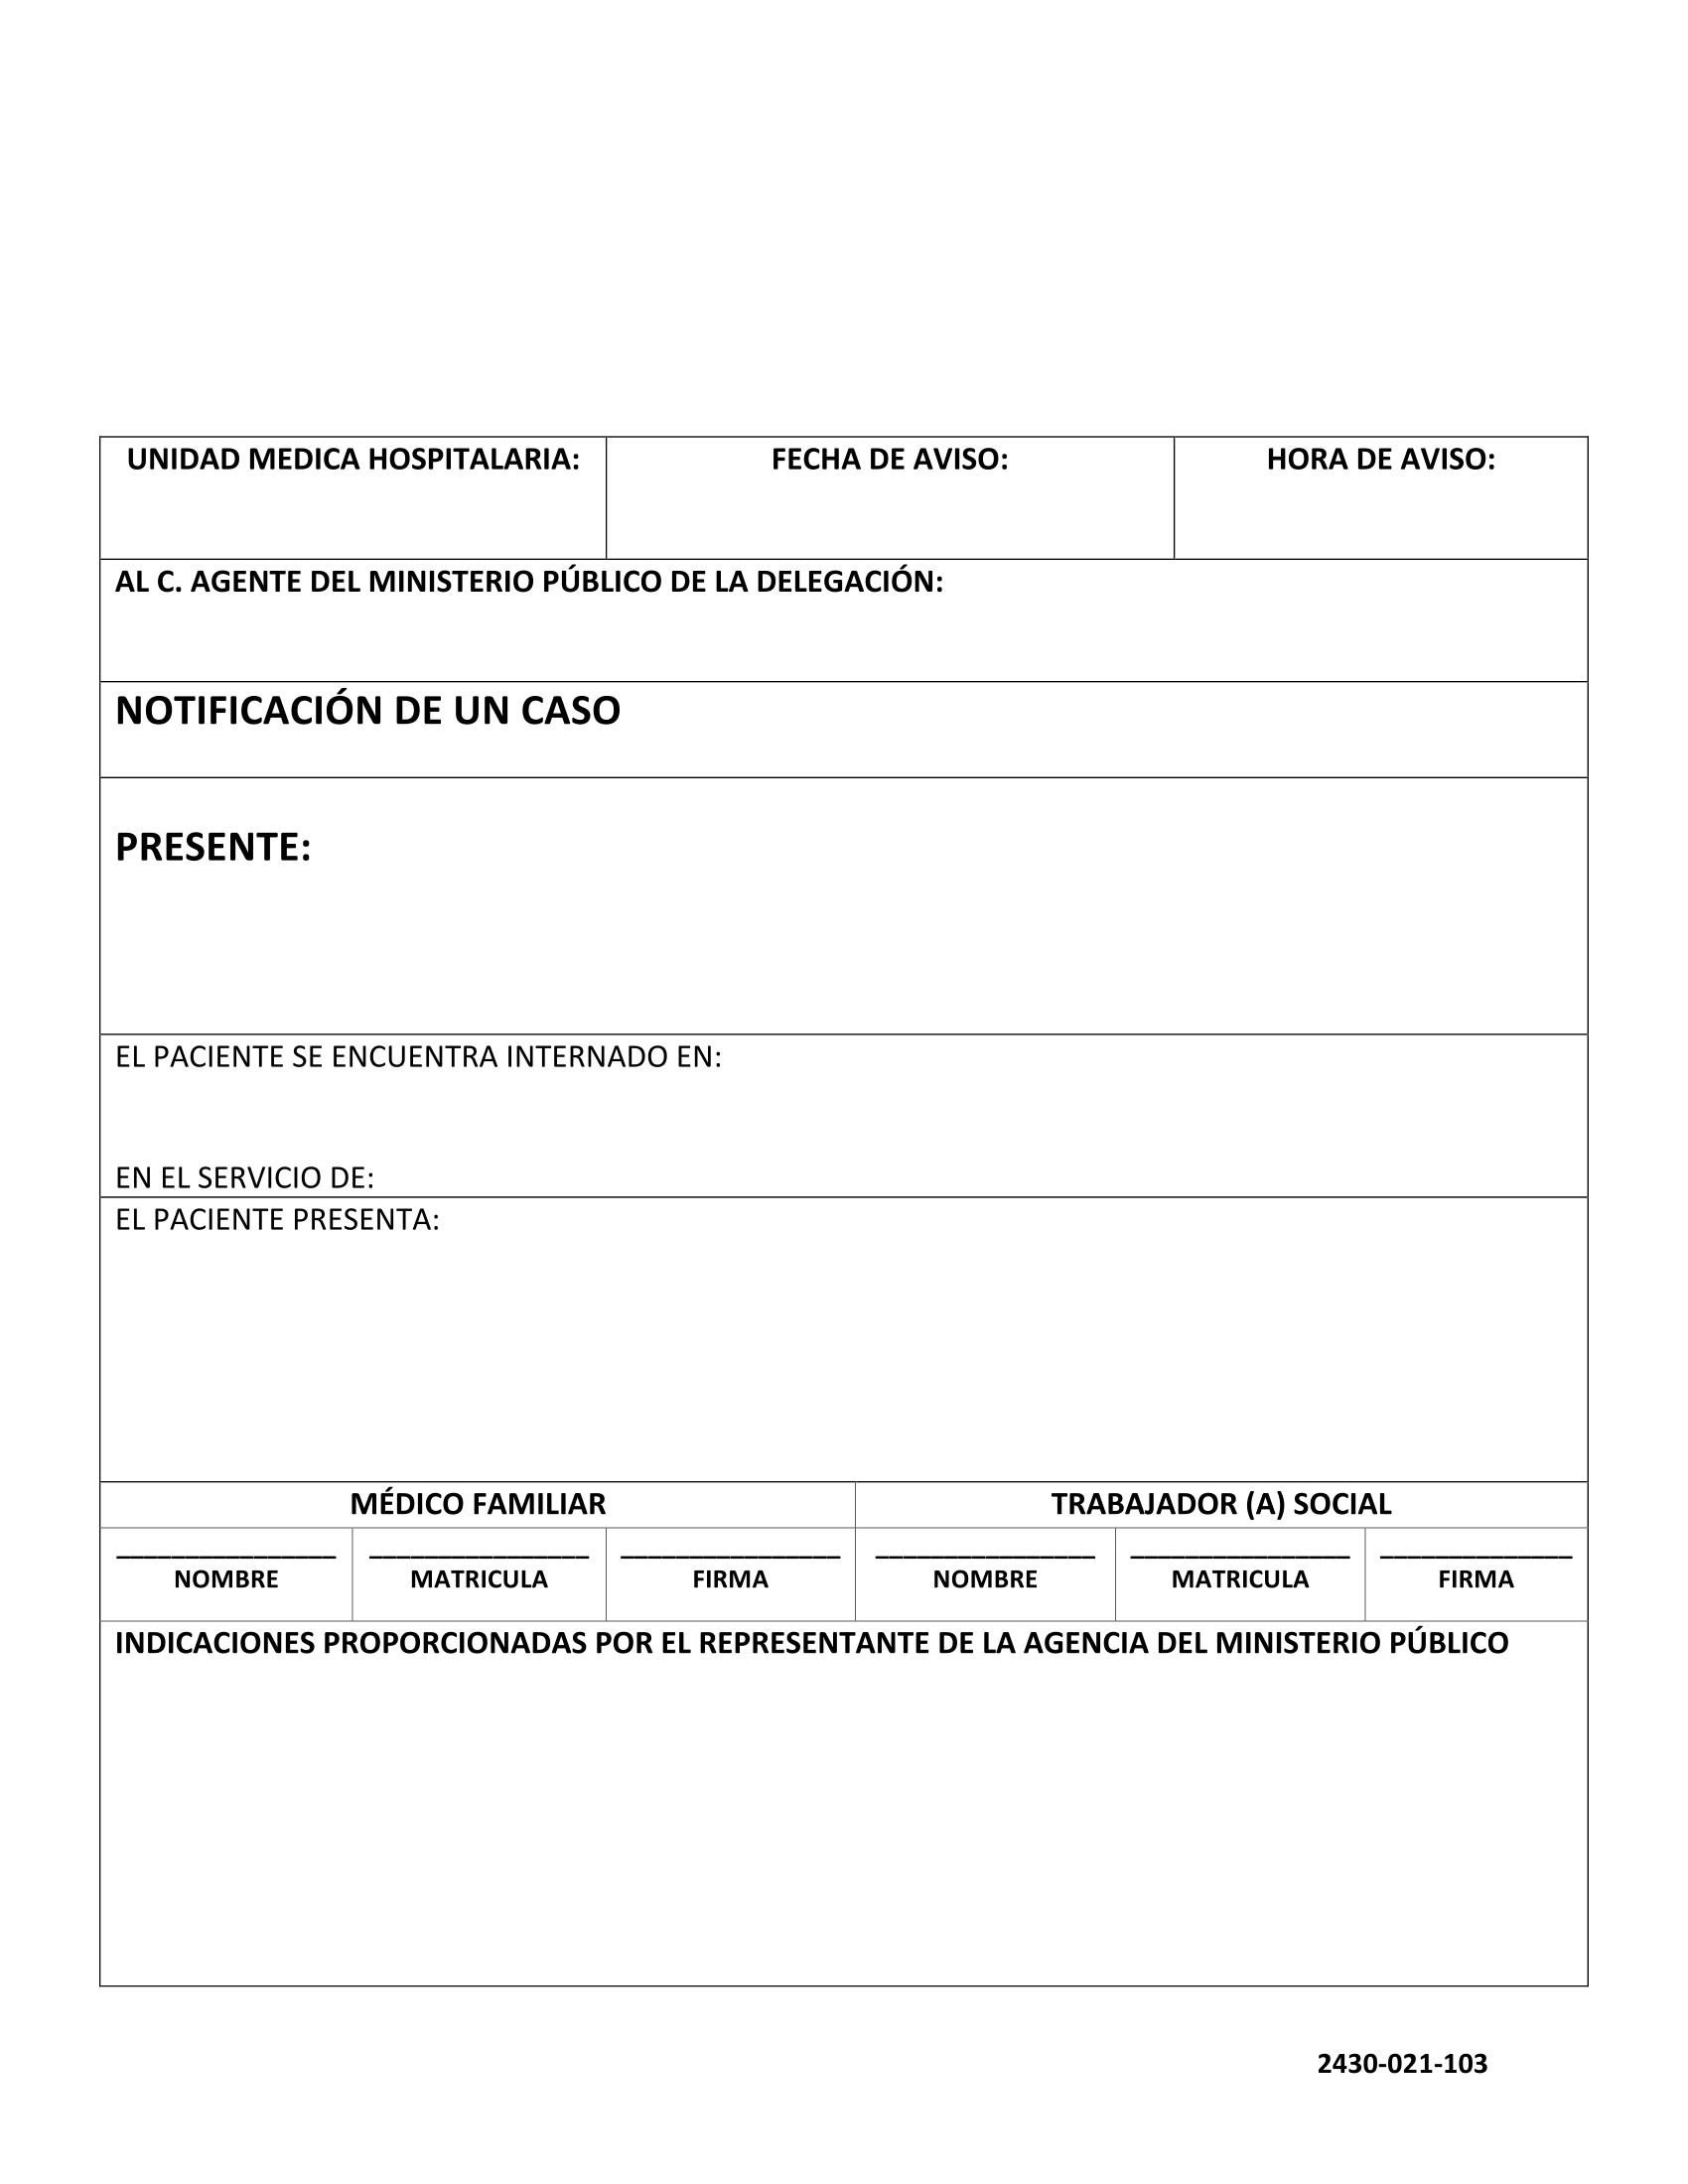 UNIDAD MEDICA HOSPITALARIA:
FECHA DE AVISO:
HORA DE AVISO:
AL C. AGENTE DEL MINISTERIO PÚBLICO DE LA DELEGACIÓN:
NOTIFICACIÓN DE UN CASO
PRESENTE:
EL PACIENTE SE ENCUENTRA INTERNADO EN:
EN EL SERVICIO DE:
EL PACIENTE PRESENTA:
MÉDICO FAMILIAR
TRABAJADOR (A) SOCIAL
NOMBRE
MATRICULA
FIRMA
NOMBRE
MATRICULA
FIRMA
INDICACIONES PROPORCIONADAS POR EL REPRESENTANTE DE LA AGENCIA DEL MINISTERIO PÚBLICO
2430-021-103